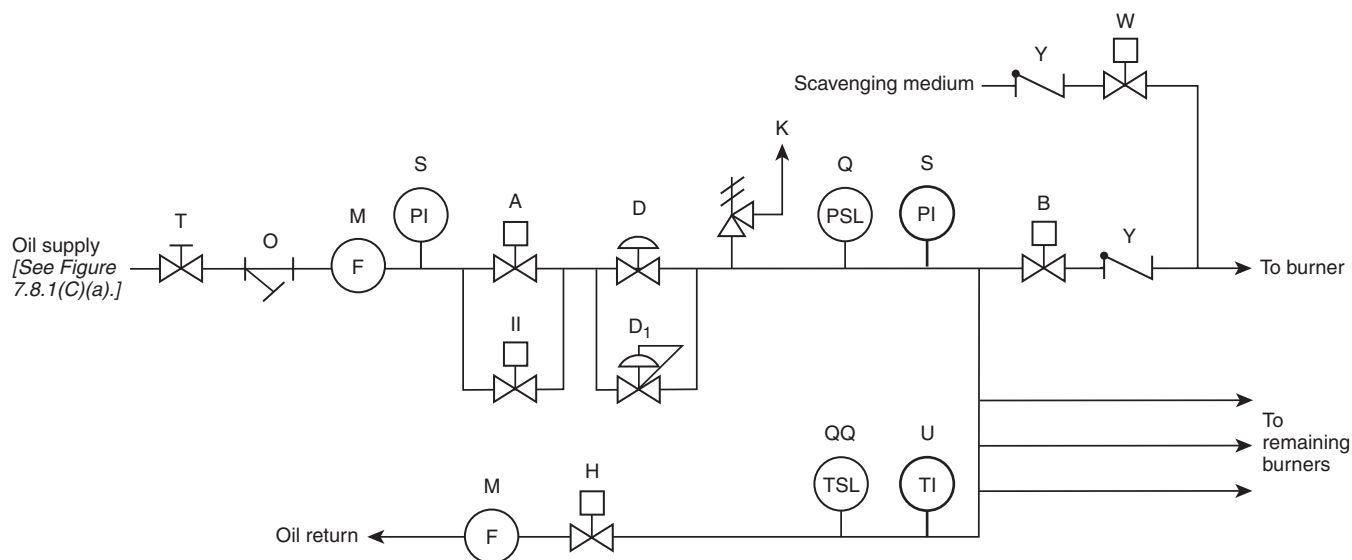 W
Y
Scavenging medium
K
S
Q
S
A
D
B
T
M
PI
PSL
PI
Y
O
Oil supply
[See Figure
7.8.1(C)(a).]
F
To burner
II
D1
QQ
U
To
remaining
burners
M
H
TSL
TI
Oil return
F